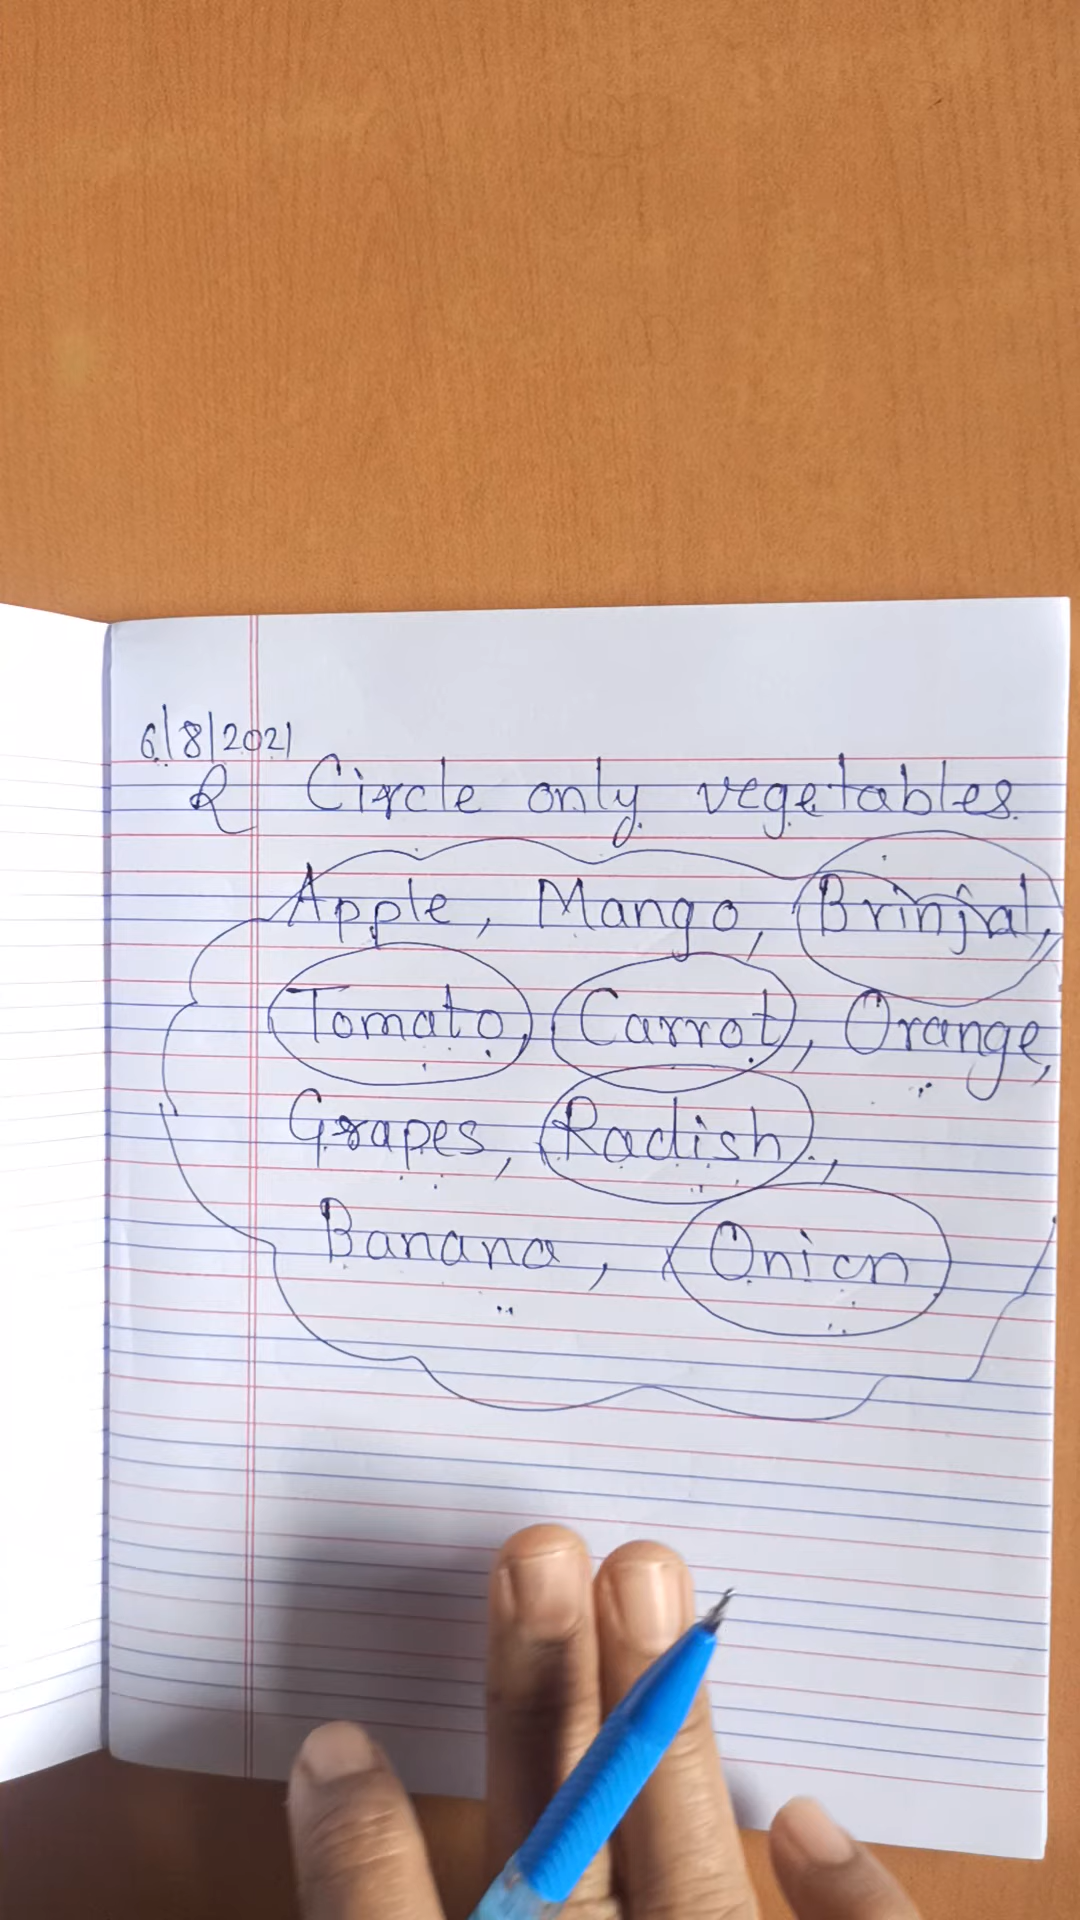 6/8/2021
Q Circle only vegetables.
Apple, Mango, Brinjal,
Tomato, Carrot, Orange,
Grapes, Radish,
Banana, Onion